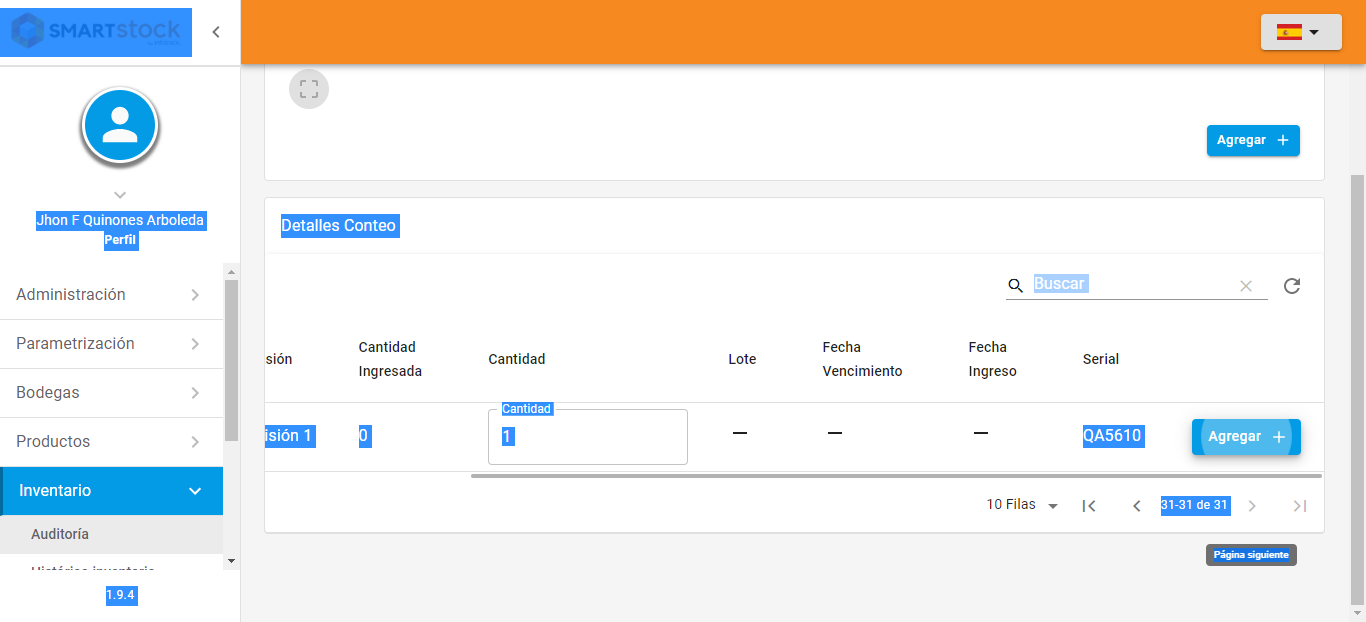 SMARTstock
Jhon F Quinones Arboleda
Perfil
Administración
Parametrización
Bodegas
Productos
Inventario
Auditoría
Histórico inventario
1.9.4
Agregar
Detalles Conteo
Buscar
sión
Cantidad
Ingresada
Cantidad
Lote
Fecha
Vencimiento
Fecha
Ingreso
Serial
isión 1
0
Cantidad
1
—
—
—
QA5610
Agregar
10 Filas
31-31 de 31
Página siguiente